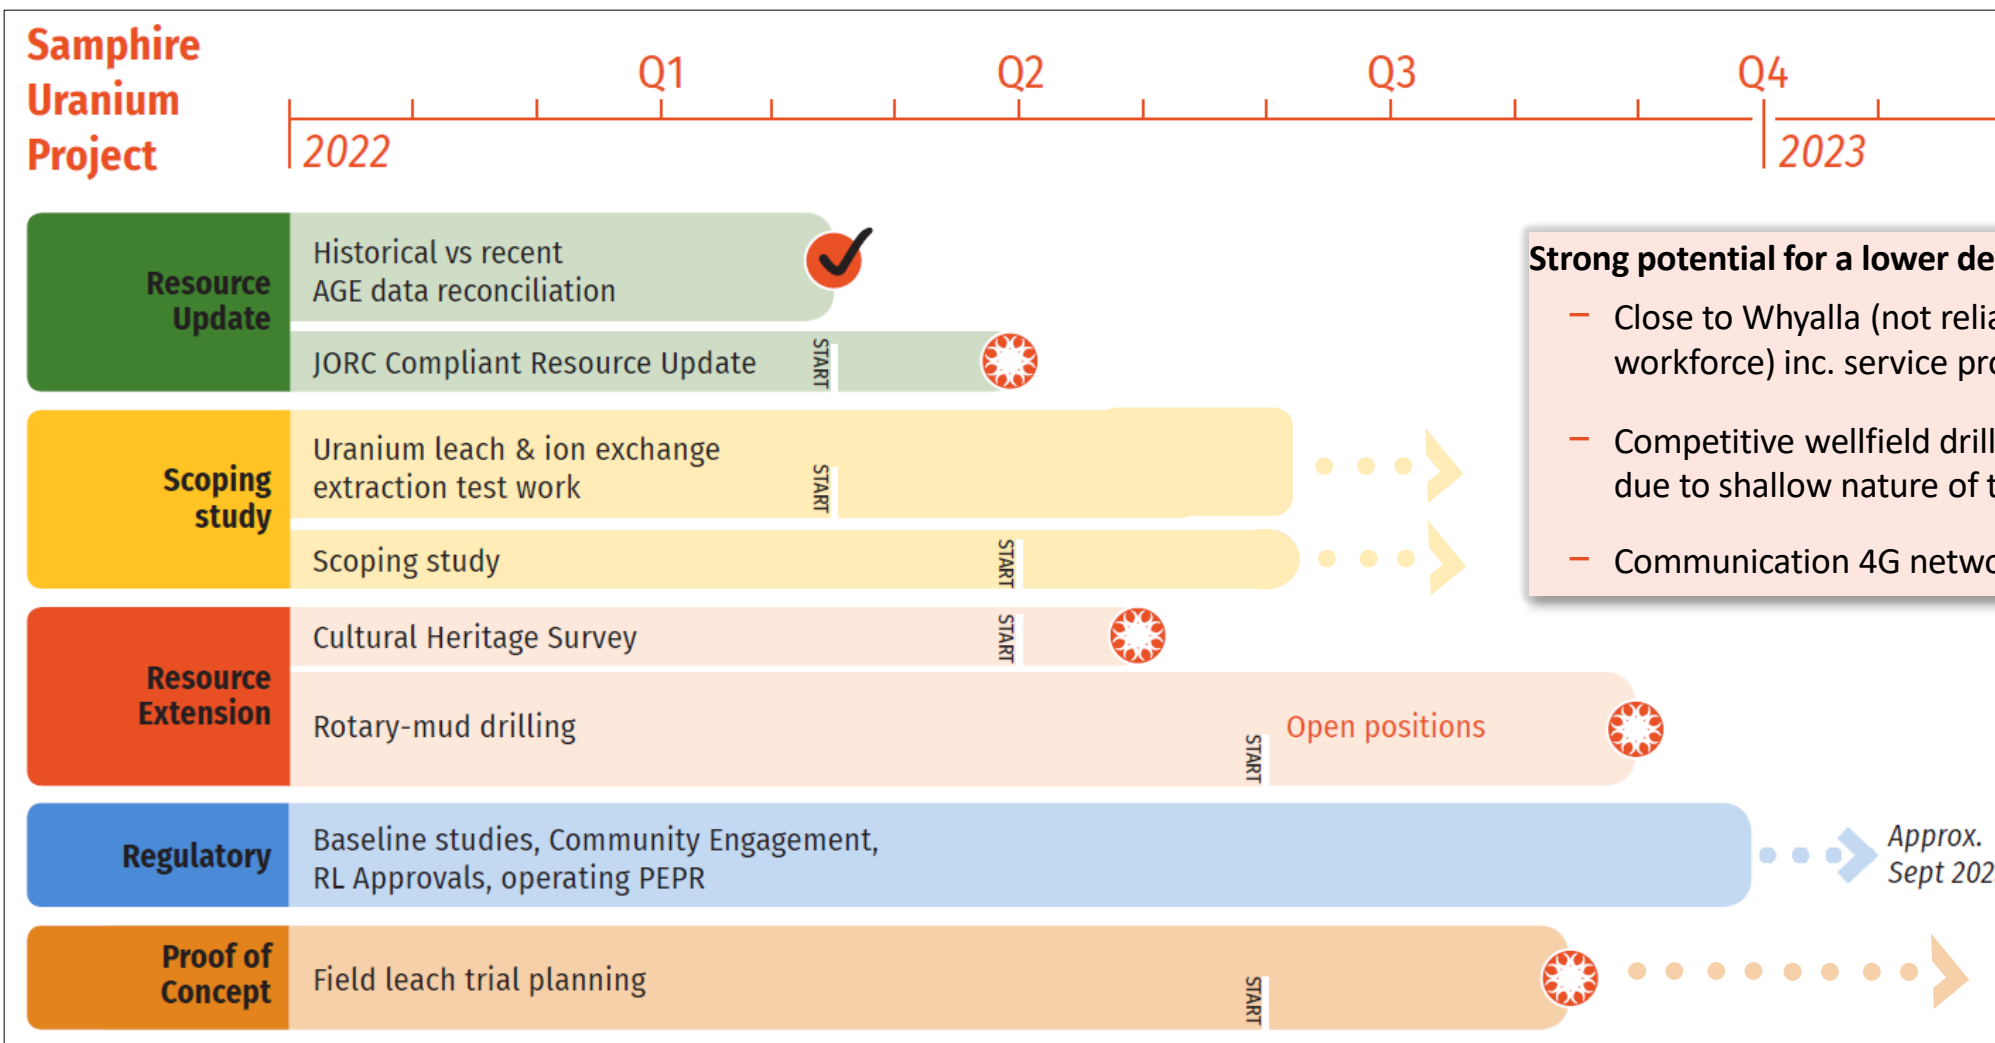 Samphire
Uranium
Project
Q1 Q2 Q3 Q4
2022 2023
Resource
Update
Historical vs recent
AGE data reconciliation
JORC Compliant Resource Update START
Strong potential for a lower
Close to Whyalla (not
workforce) inc. service
Competitive wellfield
due to shallow nature of
Communication 4G
Scoping
study
Uranium leach & ion exchange
extraction test work START
Scoping study START
Resource
Extension
Cultural Heritage Survey START
Rotary-mud drilling START Open positions
Regulatory
Baseline studies, Community Engagement,
RL Approvals, operating PEPR
Approx.
Sept
Proof of
Concept
Field leach trial planning START